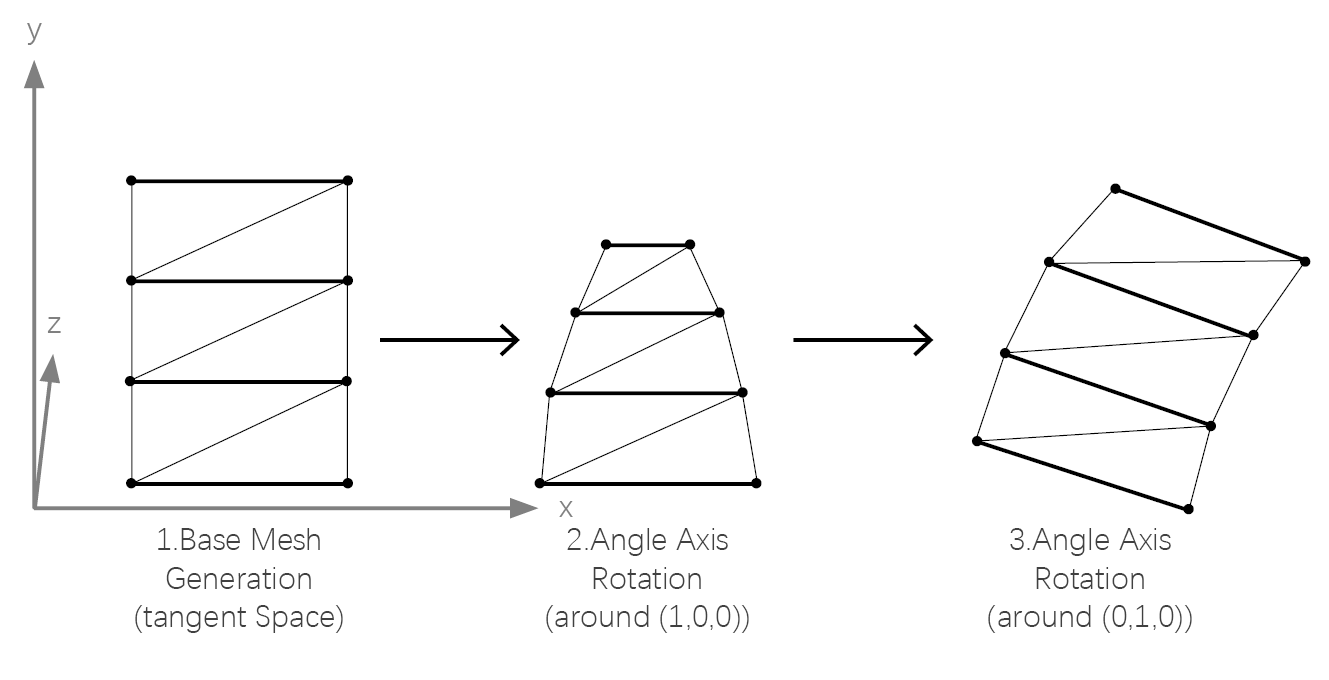 y
z
x
1.Base Mesh
Generation
(tangent Space)
2.Angle Axis
Rotation
(around (1,0,0))
3.Angle Axis
Rotation
(around (0,1,0))